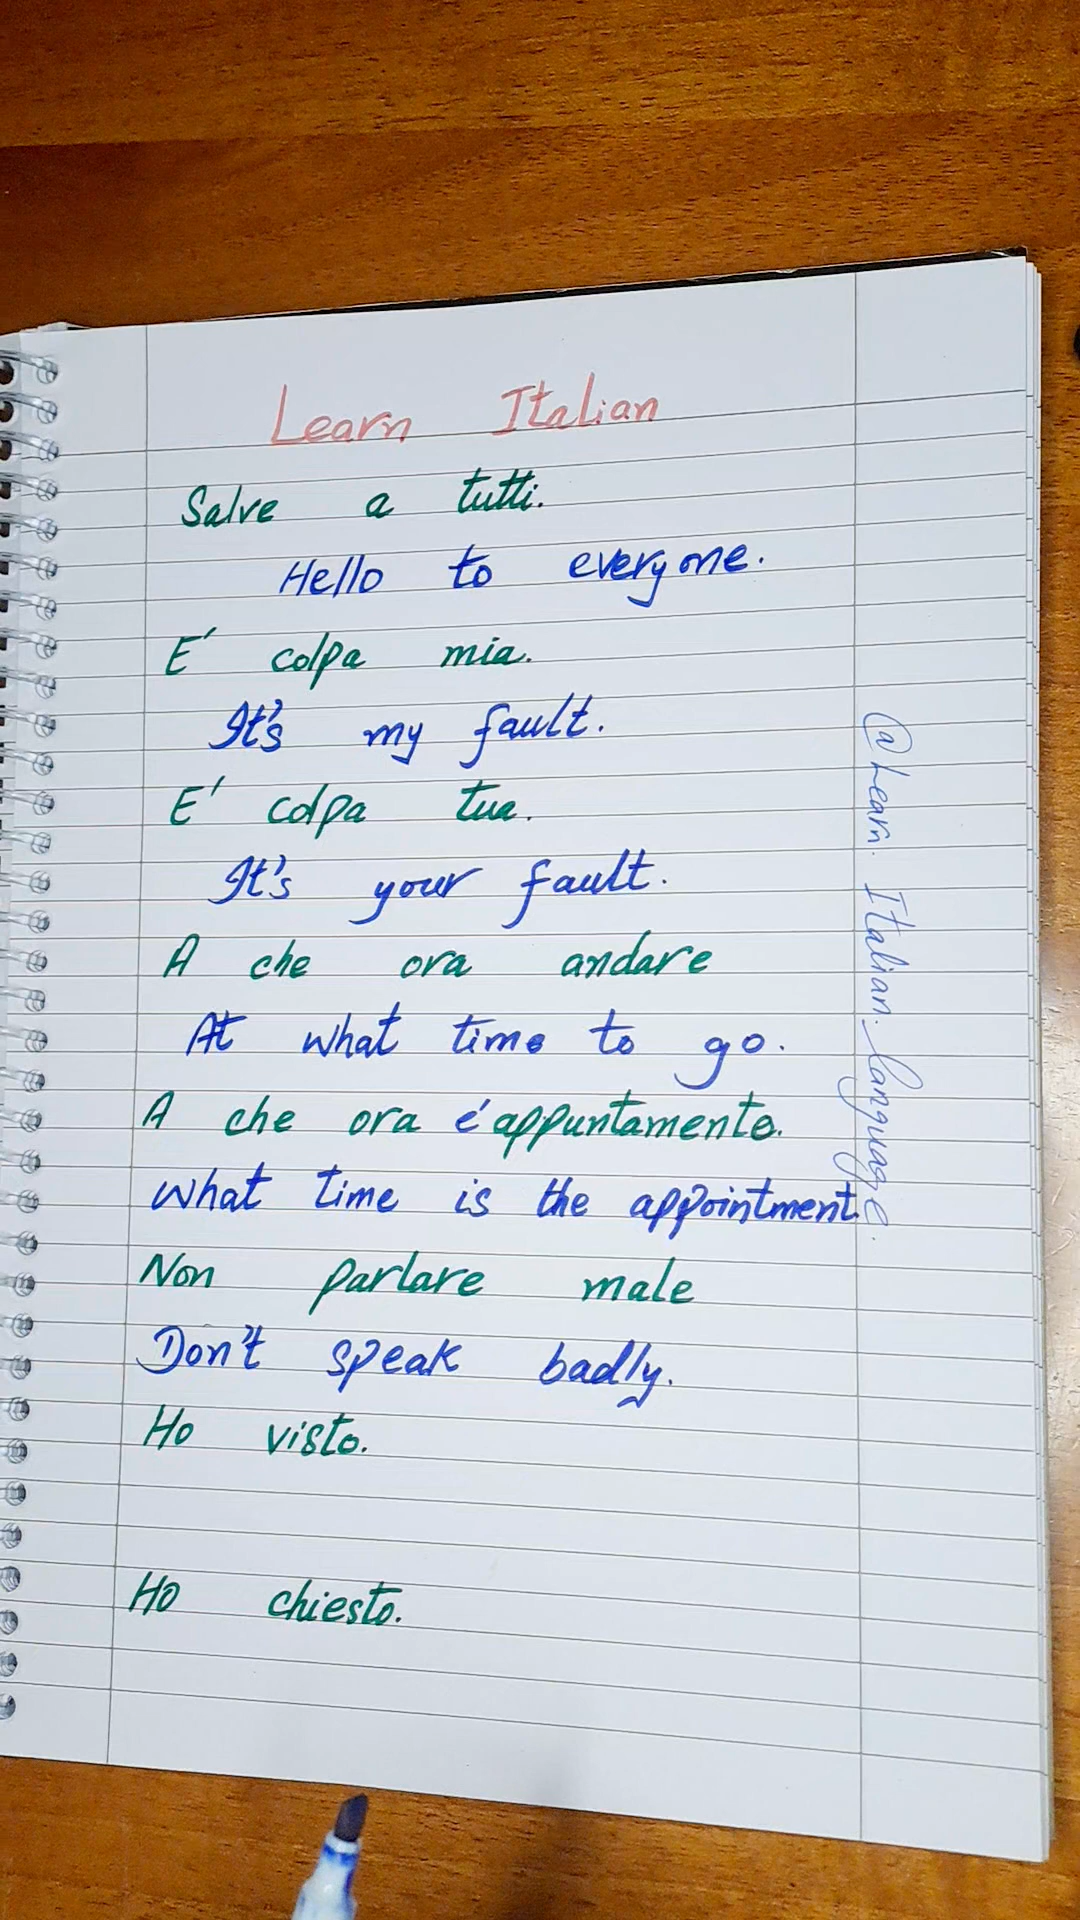 Learn Italian
Salve a tutti.
Hello to everyone.
E' colpa mia.
It's my fault.
E' colpa tua.
It's your fault.
A che ora andare
At what time to go.
A che ora é appuntamento.
What time is the appointment.
Non parlare male
Don't speak badly.
Ho visto.
Ho chiesto.
@Learn.Italian._language.